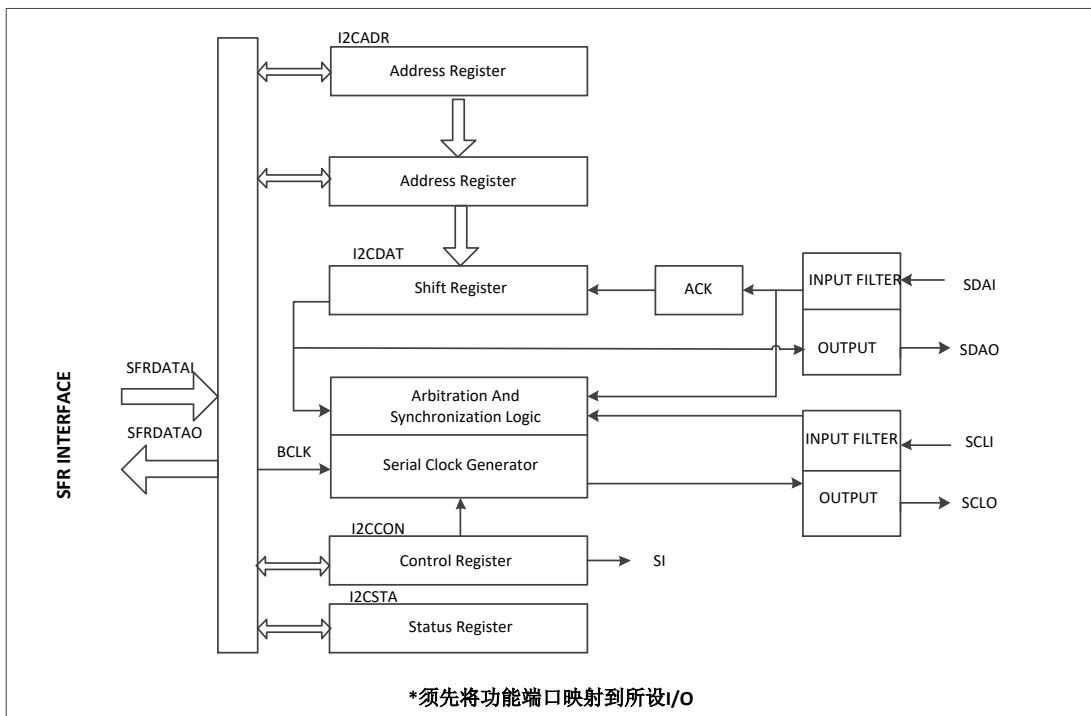 I2CADR
Address Register
Address Register
I2CDAT
Shift Register
ACK
INPUT FILTER
SDAI
OUTPUT
SDAO
SFR INTERFACE
SFRDATAI
SFRDATAO
BCLK
Arbitration And
Synchronization Logic
Serial Clock Generator
INPUT FILTER
SCLI
OUTPUT
SCLO
I2CCON
Control Register
SI
I2CSTA
Status Register
*须先将功能端口映射到所设I/O